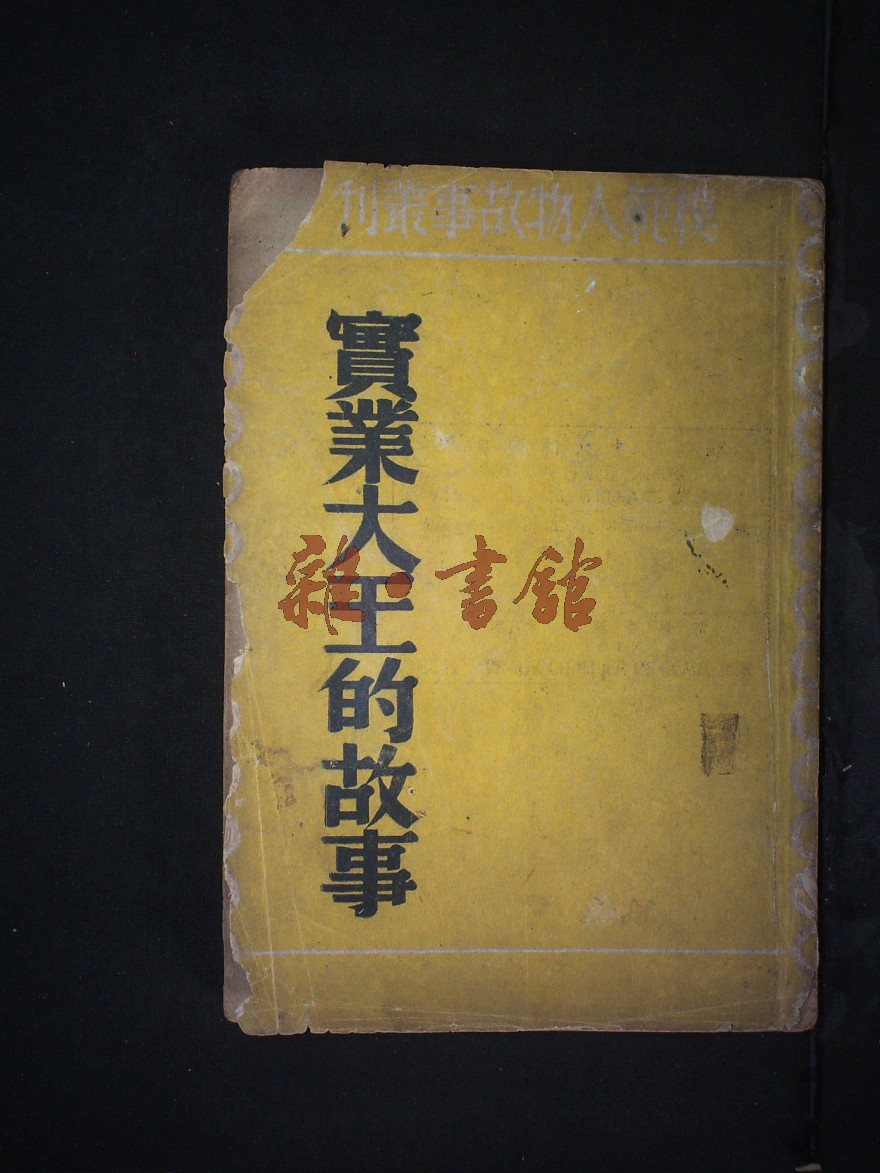 模範人物故事叢刊
實業大王的故事
雜·書館